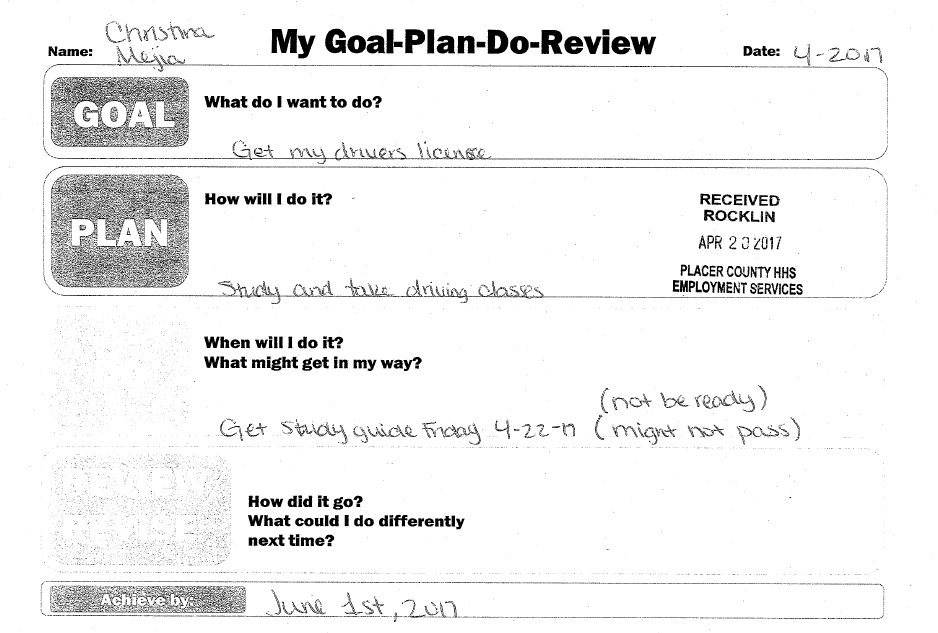 My Goal-Plan-Do-Review
Name: Christina Mejia
Date: 4-2017
GOAL
What do I want to do?
Get my drivers license
PLAN
How will I do it?
RECEIVED
ROCKLIN
APR 20 2017
PLACER COUNTY HHS
EMPLOYMENT SERVICES
Study and take driving classes
When will I do it?
What might get in my way?
(not be ready)
Get Study guide Friday 4-22-17 (might not pass)
REVIEW
REVISE
How did it go?
What could I do differently
next time?
Achieve by:
June 1st, 2017